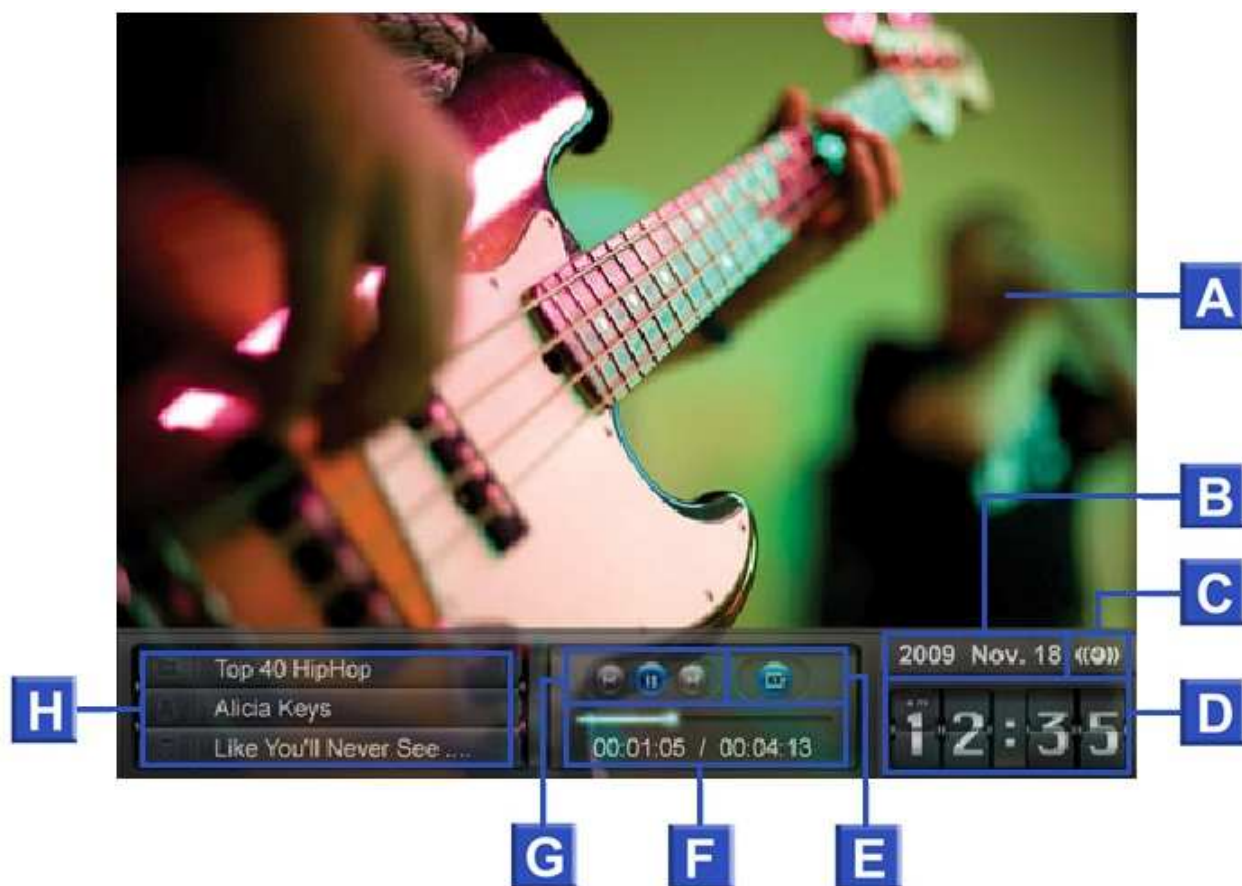 A
B
C
2009 Nov. 18
Top 40 HipHop
H
Alicia Keys
D
12:35
Like You'll Never See ....
00:01:05 / 00:04:13
G
F
E